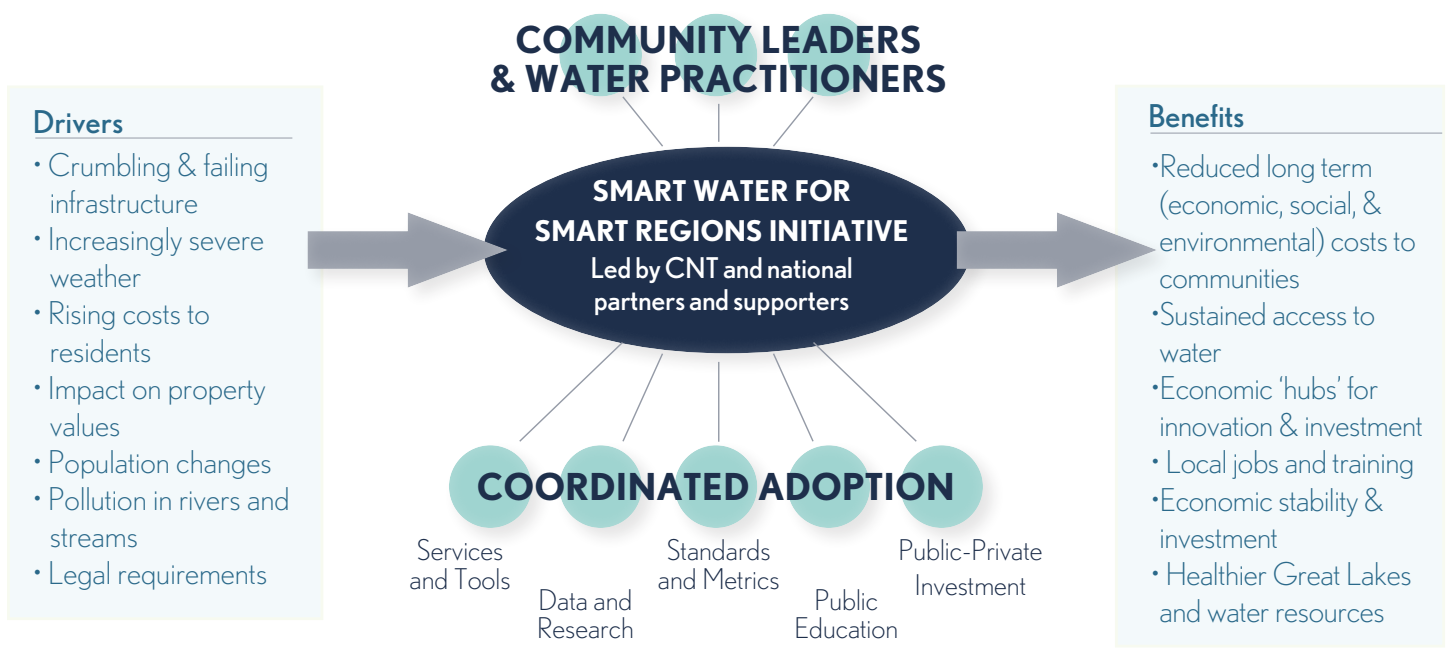 COMMUNITY LEADERS
& WATER PRACTITIONERS
Drivers
• Crumbling & failing
infrastructure
• Increasingly severe
weather
• Rising costs to
residents
• Impact on property
values
• Population changes
• Pollution in rivers and
streams
• Legal requirements
SMART WATER FOR
SMART REGIONS INITIATIVE
Led by CNT and national
partners and supporters
COORDINATED ADOPTION
Services
and Tools
Data and
Research
Standards
and Metrics
Public
Education
Public-Private
Investment
Benefits
•Reduced long term
(economic, social, &
environmental) costs to
communities
•Sustained access to
water
•Economic ‘hubs’ for
innovation & investment
• Local jobs and training
•Economic stability &
investment
• Healthier Great Lakes
and water resources